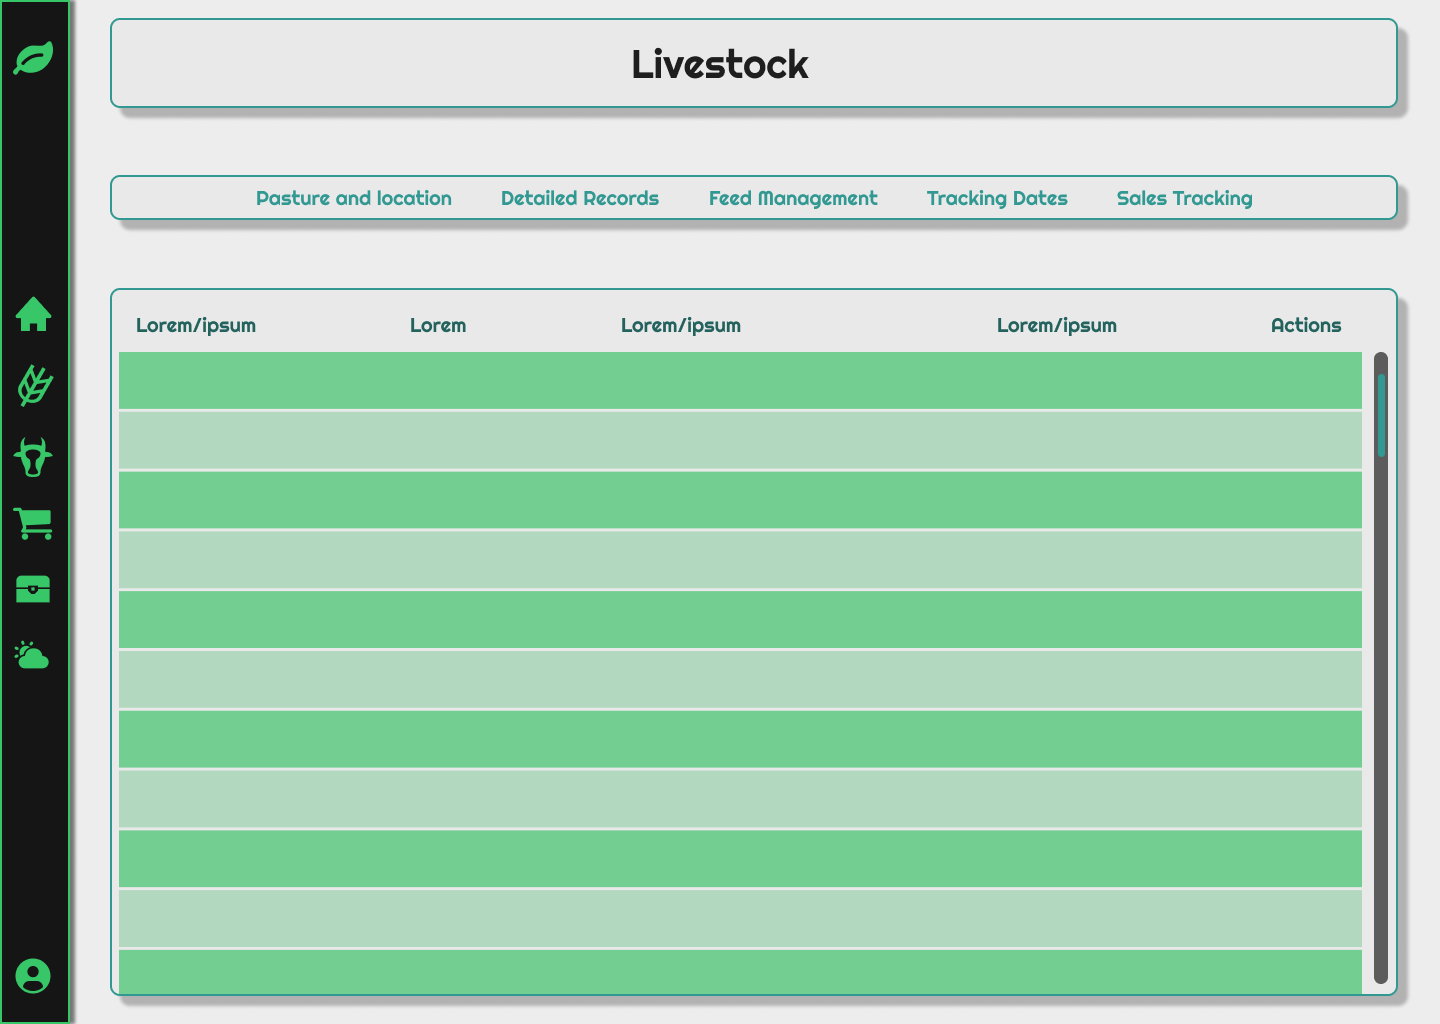 Livestock
Pasture and location Detailed Records Feed Management Tracking Dates Sales Tracking
Lorem/ipsum Lorem Lorem/ipsum Lorem/ipsum Actions